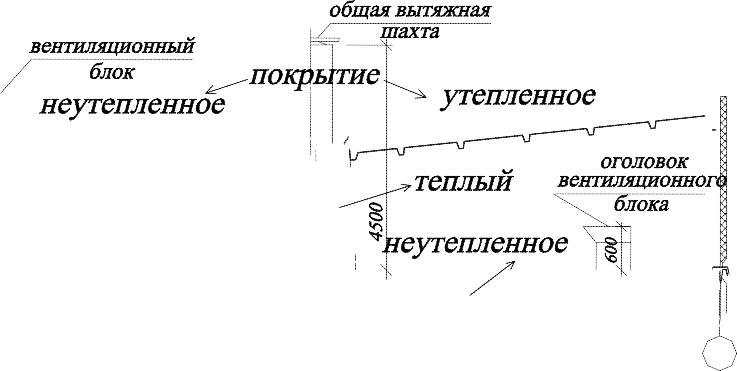 общая вытяжная
шахта
вентиляционный
блок
покрытие
неутепленное
утепленное
теплый
оголовок
вентиляционного
блока
4500
неутепленное
600